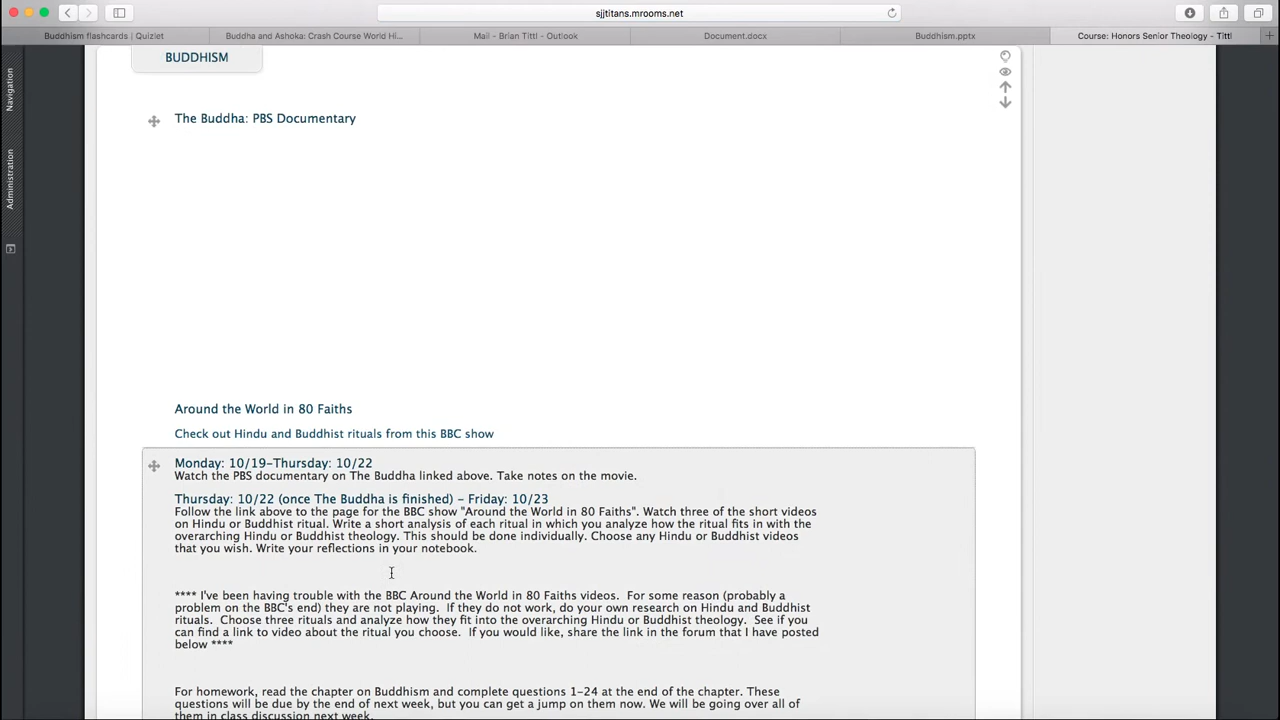 sjjtitans.mrooms.net
Buddhism flashcards | Quizlet
Buddha and Ashoka: Crash Course World Hi...
Mail - Brian Tittl - Outlook
Document.docx
Buddhism.pptx
Course: Honors Senior Theology - Tittl
Navigation
Administration
BUDDHISM
The Buddha: PBS Documentary
Around the World in 80 Faiths
Check out Hindu and Buddhist rituals from this BBC show
Monday: 10/19-Thursday: 10/22
Watch the PBS documentary on The Buddha linked above. Take notes on the movie.
Thursday: 10/22 (once The Buddha is finished) - Friday: 10/23
Follow the link above to the page for the BBC show "Around the World in 80 Faiths". Watch three of the short videos
on Hindu or Buddhist ritual. Write a short analysis of each ritual in which you analyze how the ritual fits in with the
overarching Hindu or Buddhist theology. This should be done individually. Choose any Hindu or Buddhist videos
that you wish. Write your reflections in your notebook.
**** I've been having trouble with the BBC Around the World in 80 Faiths videos. For some reason (probably a
problem on the BBC's end) they are not playing. If they do not work, do your own research on Hindu and Buddhist
rituals. Choose three rituals and analyze how they fit into the overarching Hindu or Buddhist theology. See if you
can find a link to video about the ritual you choose. If you would like, share the link in the forum that I have posted
below ****
For homework, read the chapter on Buddhism and complete questions 1-24 at the end of the chapter. These
questions will be due by the end of next week, but you can get a jump on them now. We will be going over all of
them in class discussion next week.